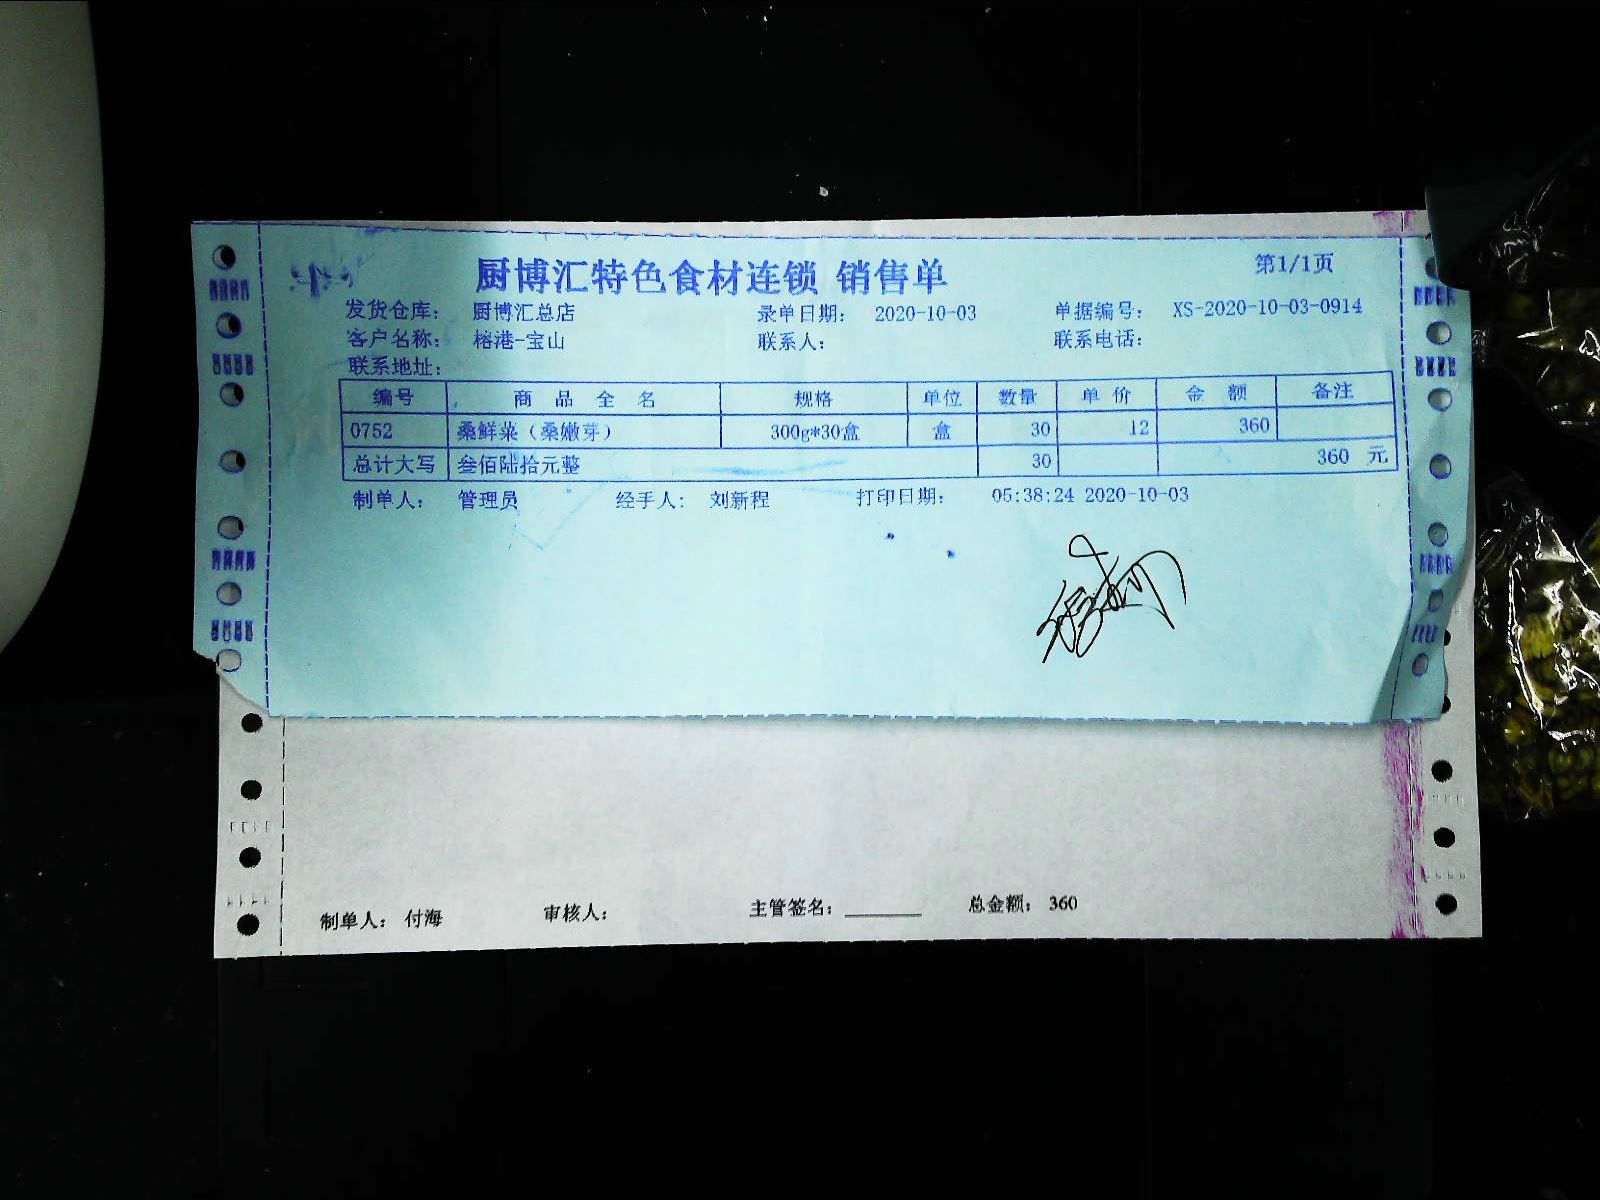 厨博汇特色食材连锁 销售单 第1/1页
发货仓库: 厨博汇总店 录单日期: 2020-10-03 单据编号: XS-2020-10-03-0914
客户名称: 榕港-宝山 联系人: 联系电话:
联系地址:
编号 商品全名 规格 单位 数量 单价 金额 备注
0752 桑鲜菜（桑嫩芽） 300g*30盒 盒 30 12 360
总计大写 叁佰陆拾元整 30 360 元
制单人: 管理员 经手人: 刘新程 打印日期: 05:38:24 2020-10-03
制单人: 付海 审核人: 主管签名: ______ 总金额: 360